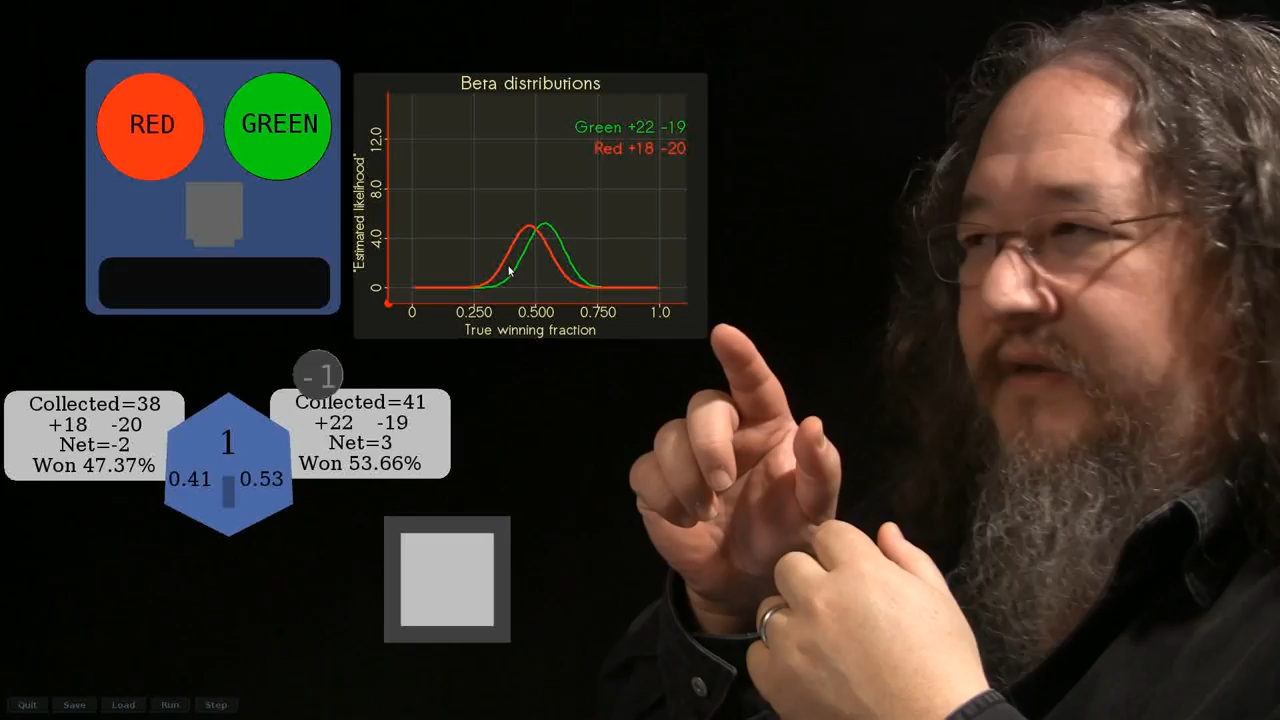 RED
GREEN
Beta distributions
Green +22 -19
Red +18 -20
12.0
8.0
4.0
0
"Estimated likelihood"
0 0.250 0.500 0.750 1.0
True winning fraction
-1
Collected=38
+18 -20
Net=-2
Won 47.37%
1
0.41 0.53
Collected=41
+22 -19
Net=3
Won 53.66%
Quit Save Load Run Step